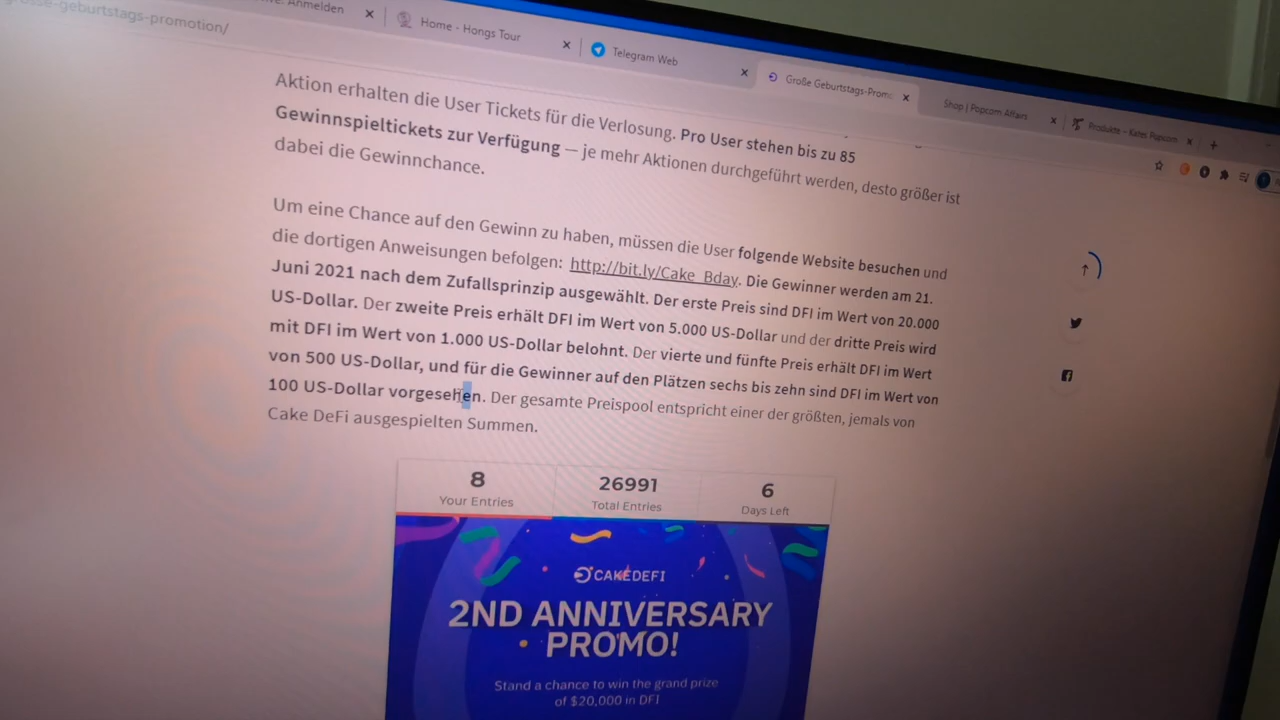 Anmelden
Home - Hongs Tour
Telegram Web
Große Geburtstags-Promo
Shop | Popcorn Affairs
Produkte – Kates Popcorn
-geburtstags-promotion/
Aktion erhalten die User Tickets für die Verlosung. Pro User stehen bis zu 85
Gewinnspieltickets zur Verfügung — je mehr Aktionen durchgeführt werden, desto größer ist
dabei die Gewinnchance.
Um eine Chance auf den Gewinn zu haben, müssen die User folgende Website besuchen und
die dortigen Anweisungen befolgen: http://bit.ly/Cake_Bday. Die Gewinner werden am 21.
Juni 2021 nach dem Zufallsprinzip ausgewählt. Der erste Preis sind DFI im Wert von 20.000
US-Dollar. Der zweite Preis erhält DFI im Wert von 5.000 US-Dollar und der dritte Preis wird
mit DFI im Wert von 1.000 US-Dollar belohnt. Der vierte und fünfte Preis erhält DFI im Wert
von 500 US-Dollar, und für die Gewinner auf den Plätzen sechs bis zehn sind DFI im Wert von
100 US-Dollar vorgesehen. Der gesamte Preispool entspricht einer der größten, jemals von
Cake DeFi ausgespielten Summen.
8
Your Entries
26991
Total Entries
6
Days Left
CAKEDEFI
2ND ANNIVERSARY
PROMO!
Stand a chance to win the grand prize
of $20,000 in DFI